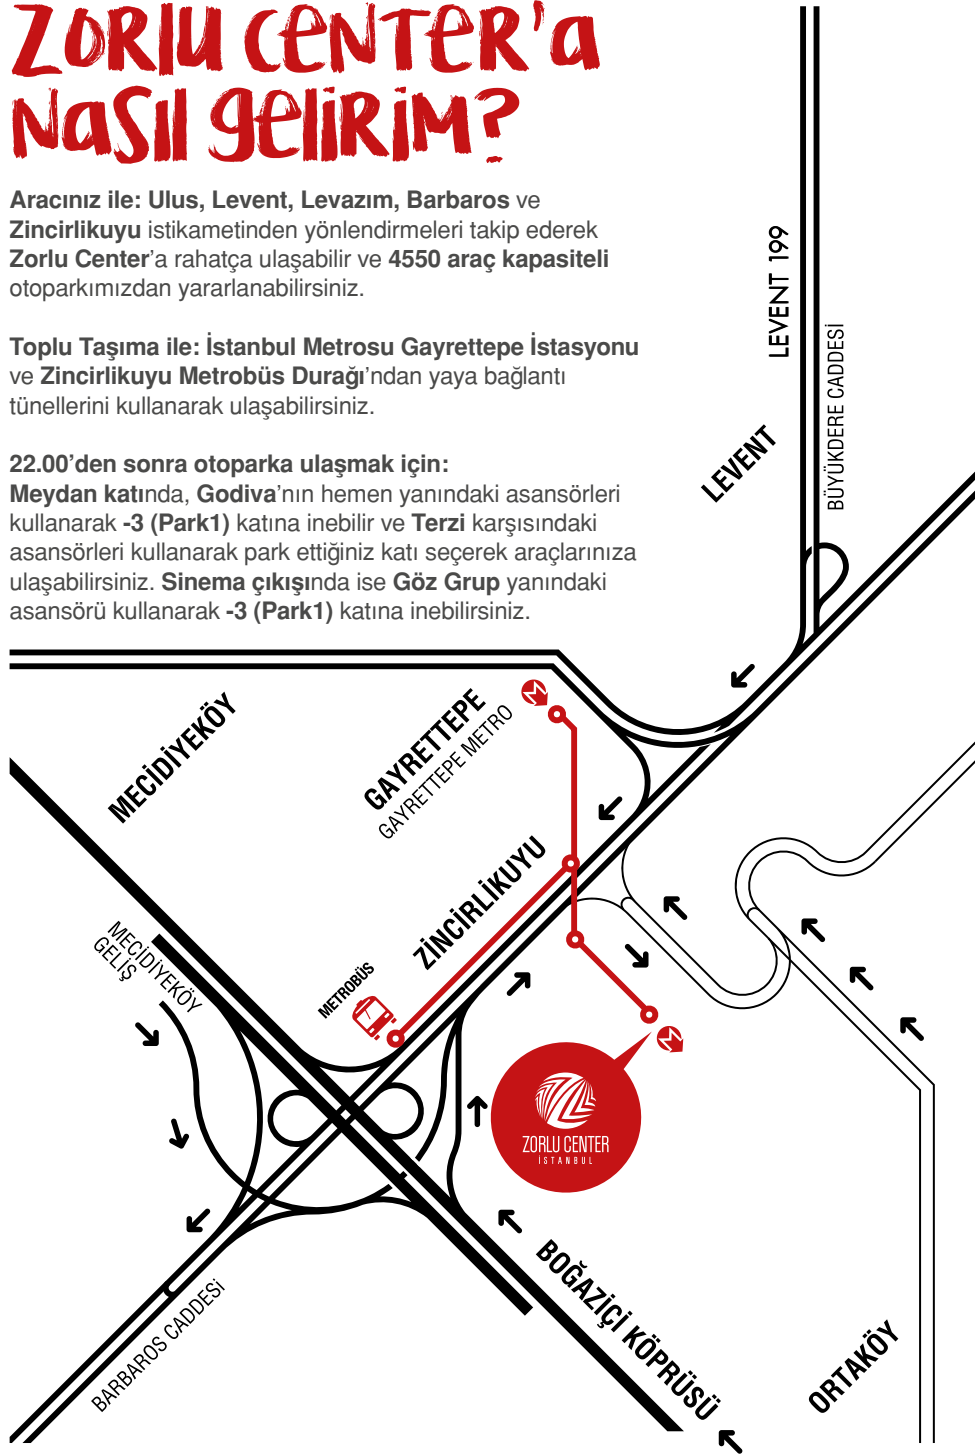 ZORLU CENTER'a
NASIL GELİRİM?
Aracınız ile: Ulus, Levent, Levazım, Barbaros ve
Zincirlikuyu istikametinden yönlendirmeleri takip ederek
Zorlu Center'a rahatça ulaşabilir ve 4550 araç kapasiteli
otoparkımızdan yararlanabilirsiniz.
Toplu Taşıma ile: İstanbul Metrosu Gayrettepe İstasyonu
ve Zincirlikuyu Metrobüs Durağı'ndan yaya bağlantı
tünellerini kullanarak ulaşabilirsiniz.
22.00'den sonra otoparka ulaşmak için:
Meydan katında, Godiva'nın hemen yanındaki asansörleri
kullanarak -3 (Park1) katına inebilir ve Terzi karşısındaki
asansörleri kullanarak park ettiğiniz katı seçerek araçlarınıza
ulaşabilirsiniz. Sinema çıkışında ise Göz Grup yanındaki
asansörü kullanarak -3 (Park1) katına inebilirsiniz.
LEVENT 199
BÜYÜKDERE CADDESİ
LEVENT
MECİDİYEKÖY
GAYRETTEPE
GAYRETTEPE METRO
M
ZİNCİRLİKUYU
MECİDİYEKÖY
GELİŞ
METROBÜS
M
ZORLU CENTER
İSTANBUL
BOĞAZİÇİ KÖPRÜSÜ
BARBAROS CADDESİ
ORTAKÖY